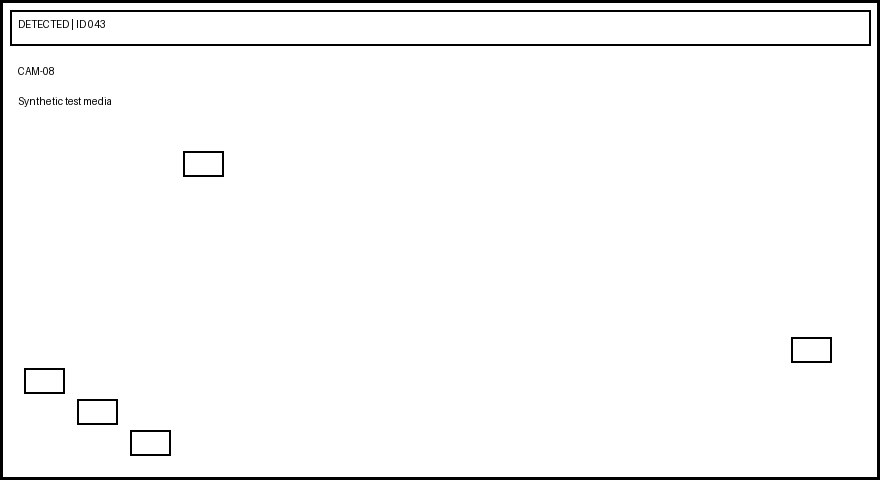 DETECTED | ID 043
CAM-08
Synthetic test media